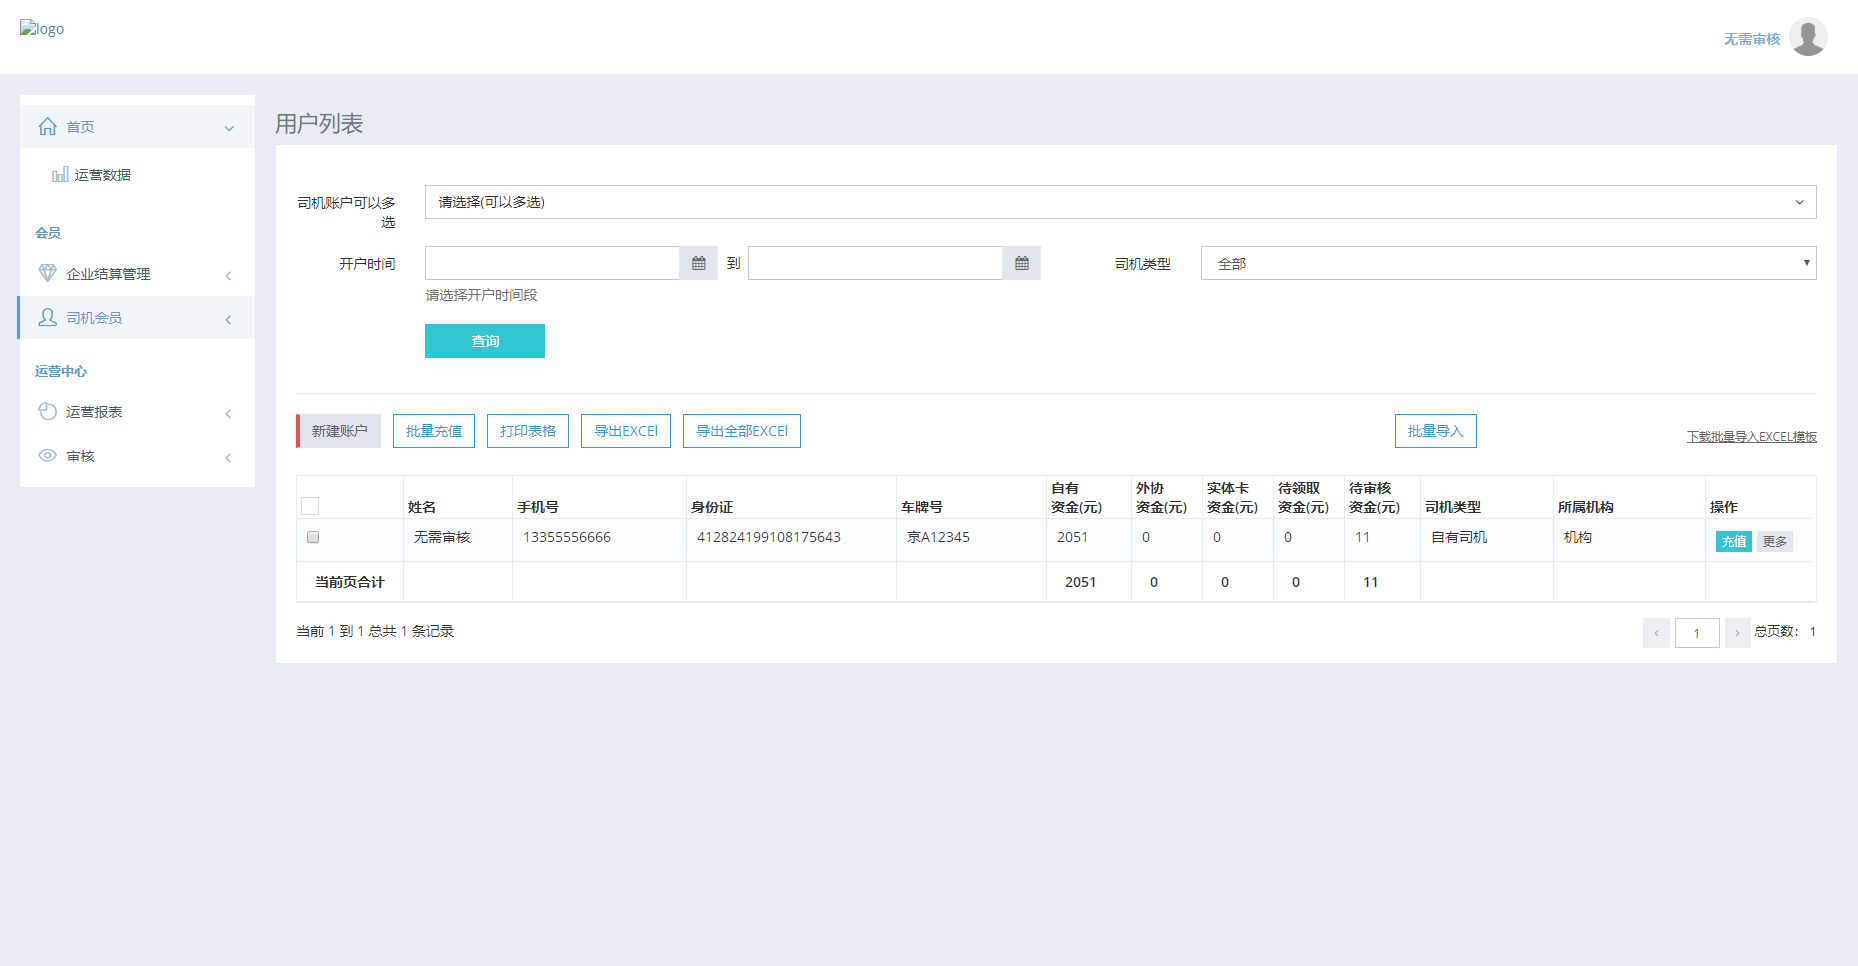 logo
无需审核
首页
运营数据
会员
企业结算管理
司机会员
运营中心
运营报表
审核
用户列表
司机账户可以多
选
请选择(可以多选)
开户时间
到
司机类型
全部
请选择开户时间段
查询
新建账户
批量充值
打印表格
导出EXCEl
导出全部EXCEl
批量导入
下载批量导入EXCEL模板
姓名 手机号 身份证 车牌号 自有 资金(元) 外协 资金(元) 实体卡 资金(元) 待领取 资金(元) 待审核 资金(元) 司机类型 所属机构 操作
无需审核 13355556666 412824199108175643 京A12345 2051 0 0 0 11 自有司机 机构 充值 更多
当前页合计 2051 0 0 0 11
当前 1 到 1 总共 1 条记录
1
总页数： 1